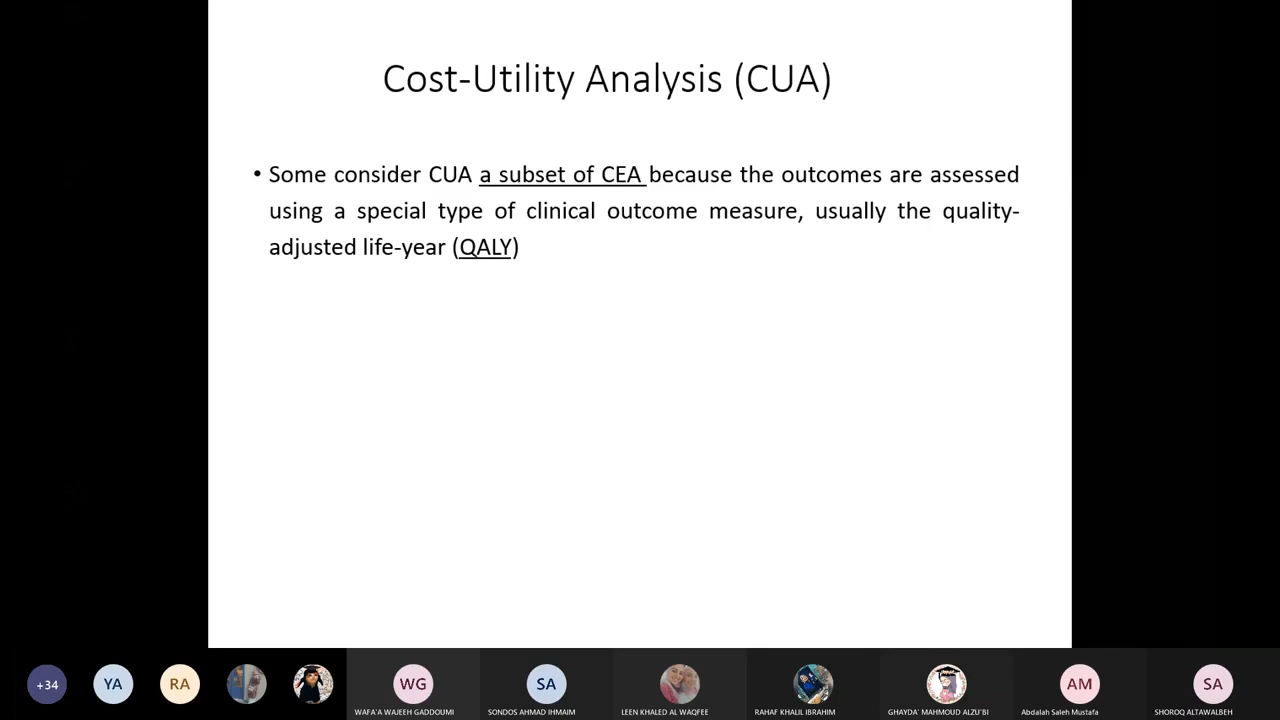 Cost-Utility Analysis (CUA)
• Some consider CUA a subset of CEA because the outcomes are assessed
using a special type of clinical outcome measure, usually the quality-
adjusted life-year (QALY)
+34
YA
RA
WG
SA
AM
SA
WAFA'A WAJEEH GADDOUMI
SONDOS AHMAD IHMAIM
LEEN KHALED AL WAQFEE
RAHAF KHALIL IBRAHIM
GHAYDA' MAHMOUD ALZU'BI
Abdalah Saleh Mustafa
SHOROQ ALTAWALBEH